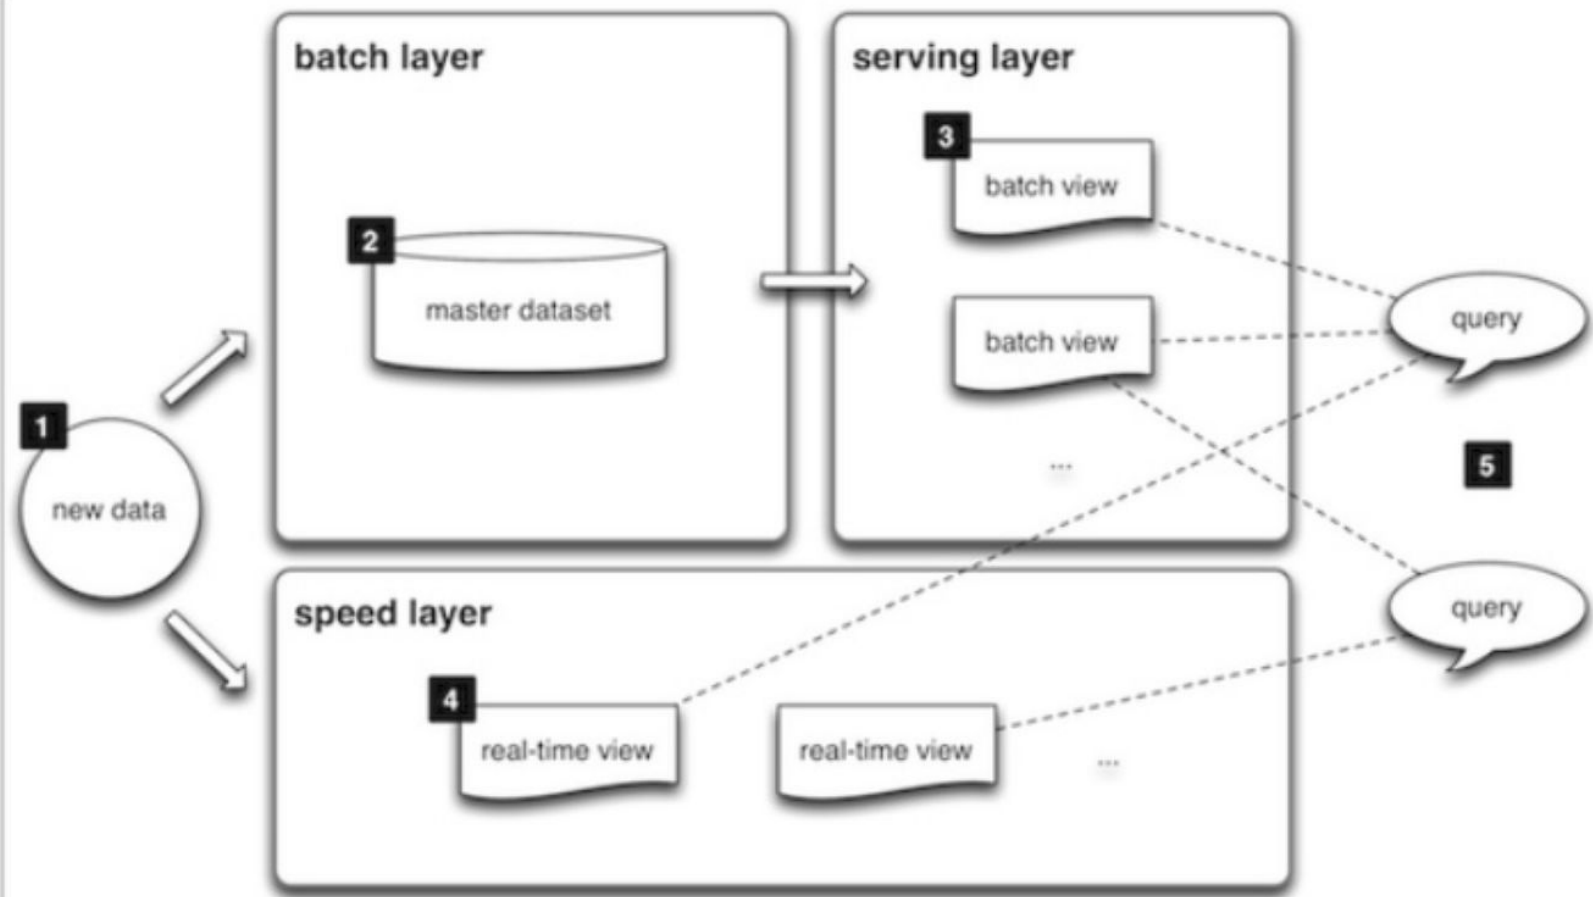 batch layer
serving layer
3
batch view
2
master dataset
query
batch view
1
new data
...
5
query
speed layer
4
real-time view
real-time view
...